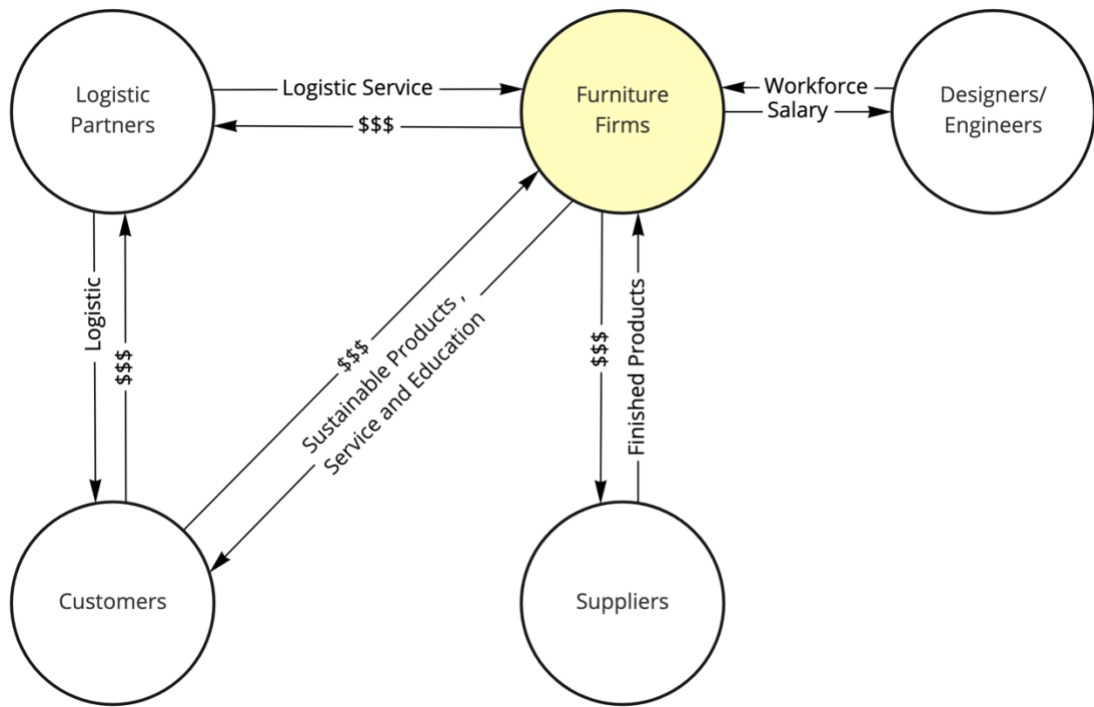 Logistic
Partners
Logistic Service
$$$
Furniture
Firms
Workforce
Salary
Designers/
Engineers
Logistic
$$$
$$$
Sustainable Products ,
Service and Education
$$$
Finished Products
Customers
Suppliers